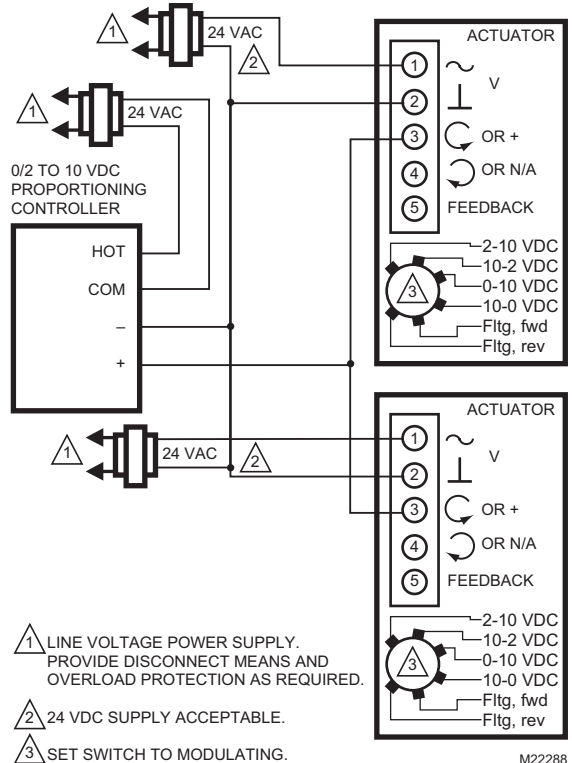 1
24 VAC
2
1
24 VAC
0/2 TO 10 VDC
PROPORTIONING
CONTROLLER
HOT
COM
–
+
1
24 VAC
2
ACTUATOR
1
V
2
3 OR +
4 OR N/A
5 FEEDBACK
3
2-10 VDC
10-2 VDC
0-10 VDC
10-0 VDC
Fltg, fwd
Fltg, rev
ACTUATOR
1
V
2
3 OR +
4 OR N/A
5 FEEDBACK
3
2-10 VDC
10-2 VDC
0-10 VDC
10-0 VDC
Fltg, fwd
Fltg, rev
1 LINE VOLTAGE POWER SUPPLY.
PROVIDE DISCONNECT MEANS AND
OVERLOAD PROTECTION AS REQUIRED.
2 24 VDC SUPPLY ACCEPTABLE.
3 SET SWITCH TO MODULATING.
M22288